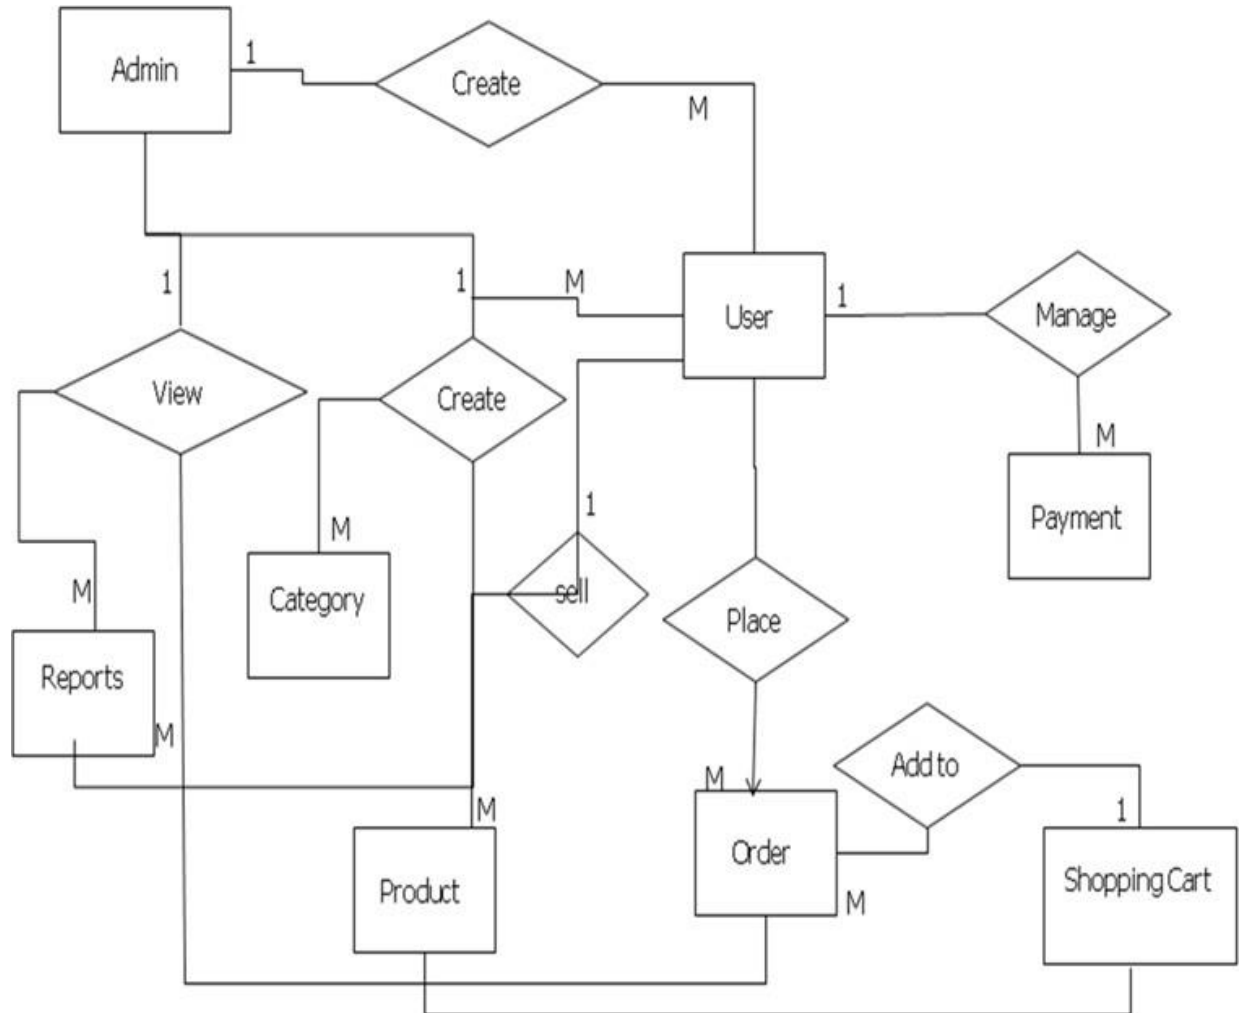 Admin
1
Create
M
1
1
M
User
1
Manage
View
Create
M
Payment
1
M
Category
M
sell
Place
Reports
M
M
Add to
M
1
Product
Order
M
Shopping Cart